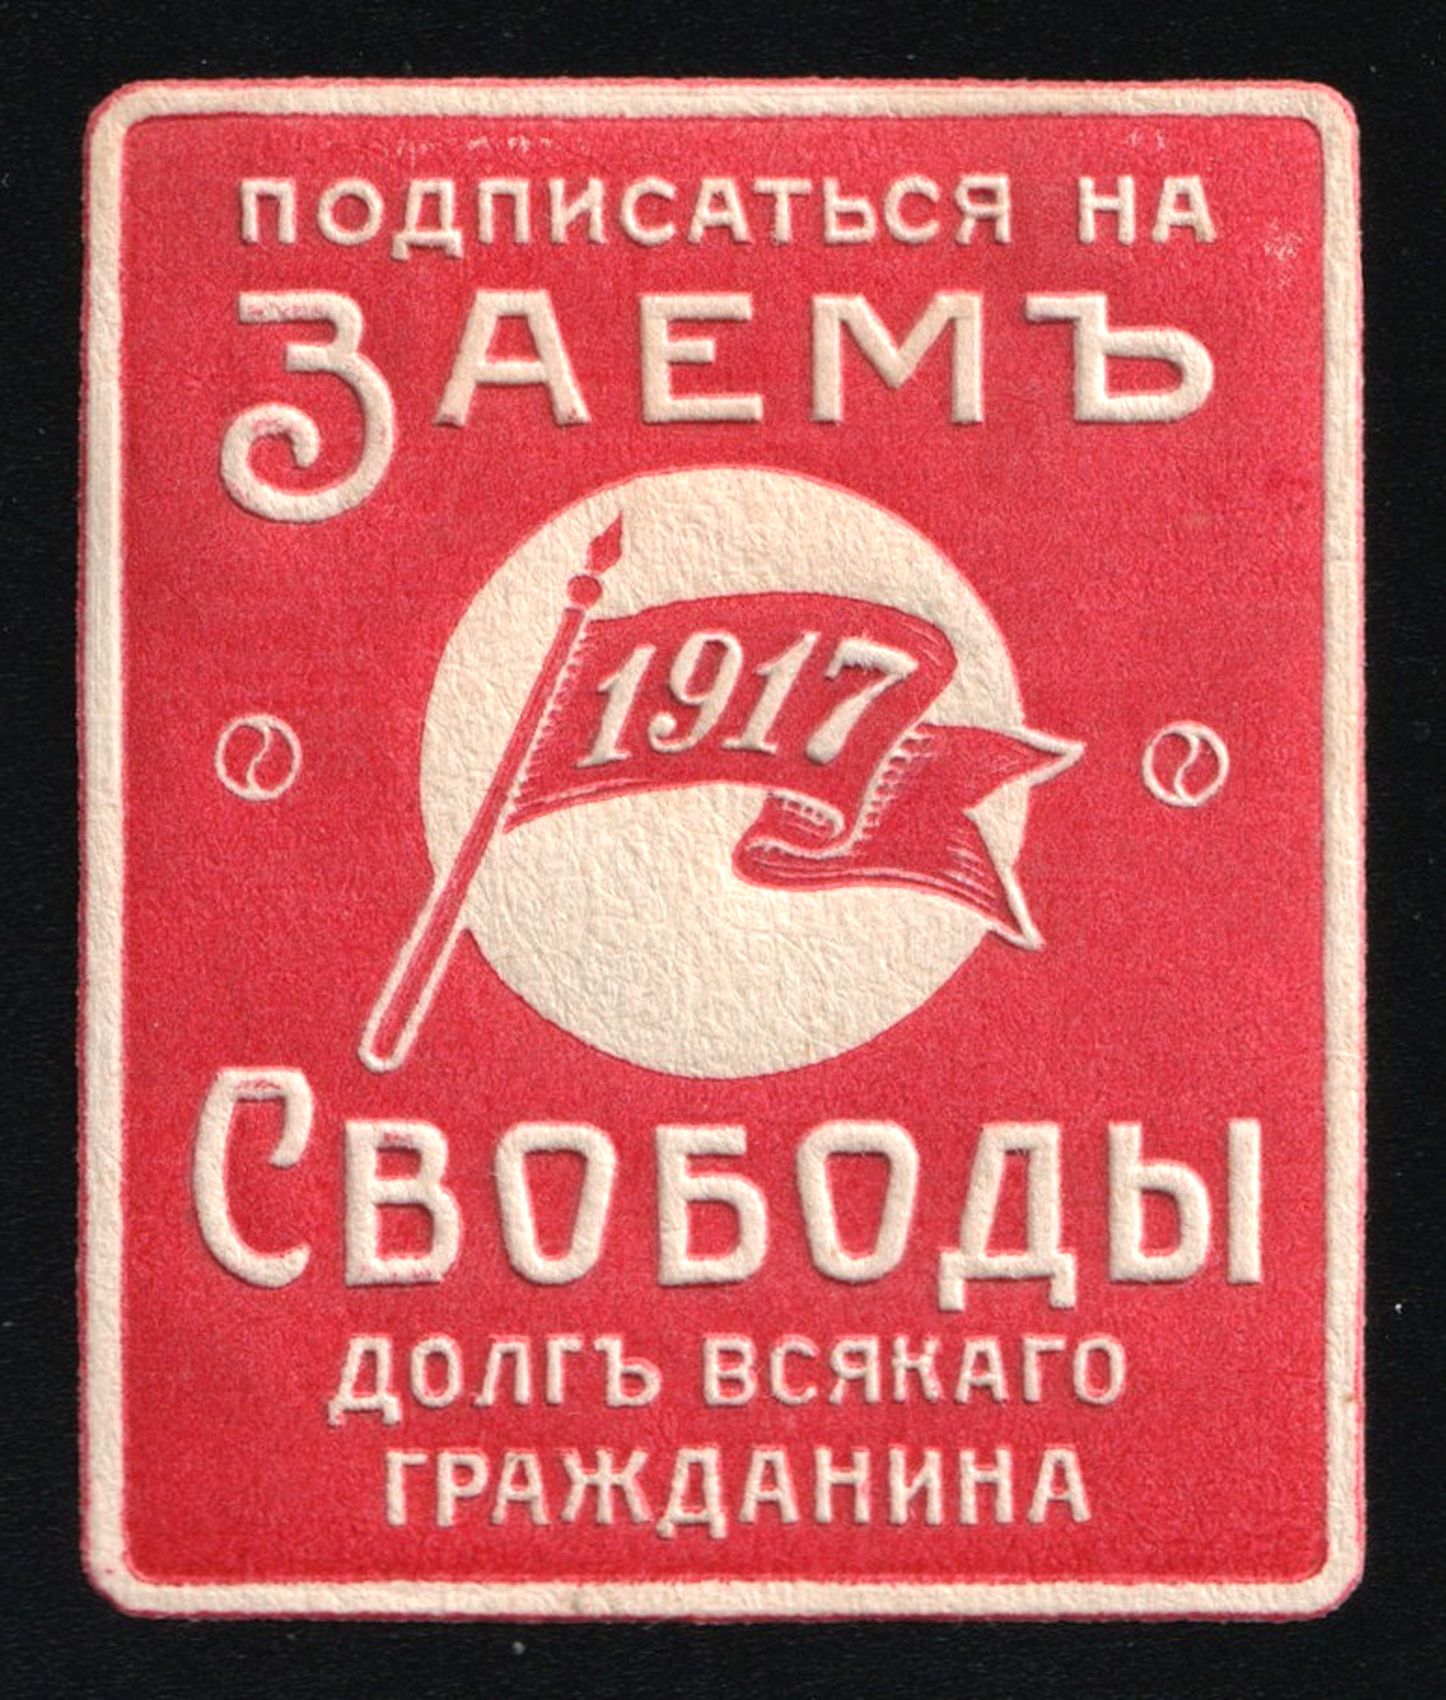 ПОДПИСАТЬСЯ НА
ЗАЕМЪ
1917
СВОБОДЫ
ДОЛГЪ ВСЯКАГО
ГРАЖДАНИНА